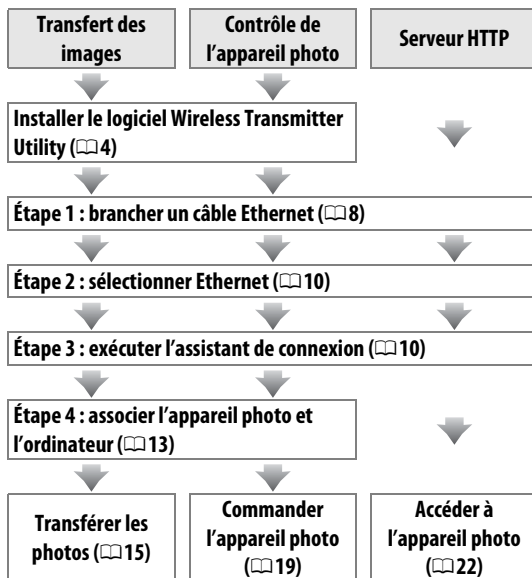 Transfert des
images
Contrôle de
l'appareil photo
Serveur HTTP
Installer le logiciel Wireless Transmitter
Utility (📖4)
Étape 1 : brancher un câble Ethernet (📖8)
Étape 2 : sélectionner Ethernet (📖10)
Étape 3 : exécuter l'assistant de connexion (📖10)
Étape 4 : associer l'appareil photo et
l'ordinateur (📖13)
Transférer les
photos (📖15)
Commander
l'appareil photo
(📖19)
Accéder à
l'appareil photo
(📖22)